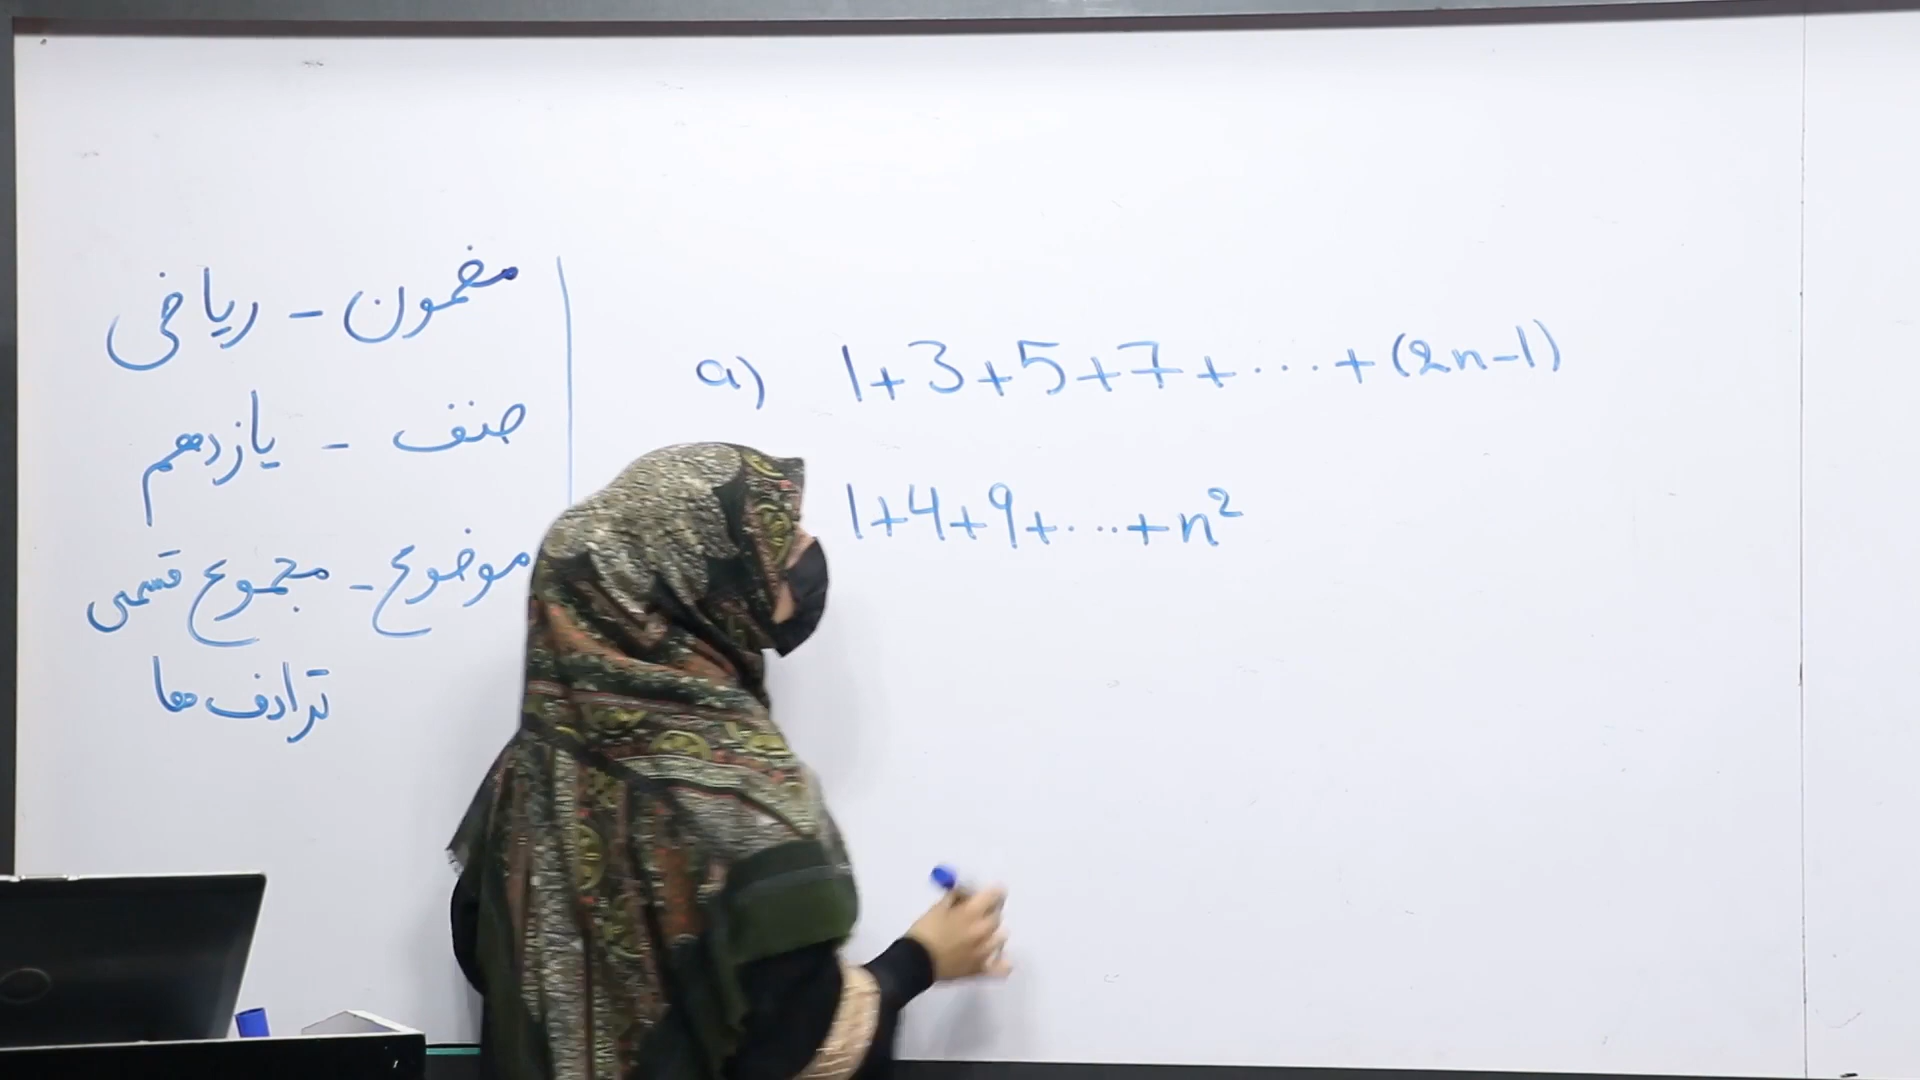 مضمون - ریاضی
صنف - یازدهم
موضوع - مجموع قسمی
ترادف ها
a) 1+3+5+7+...+(2n-1)
1+4+9+...+n²